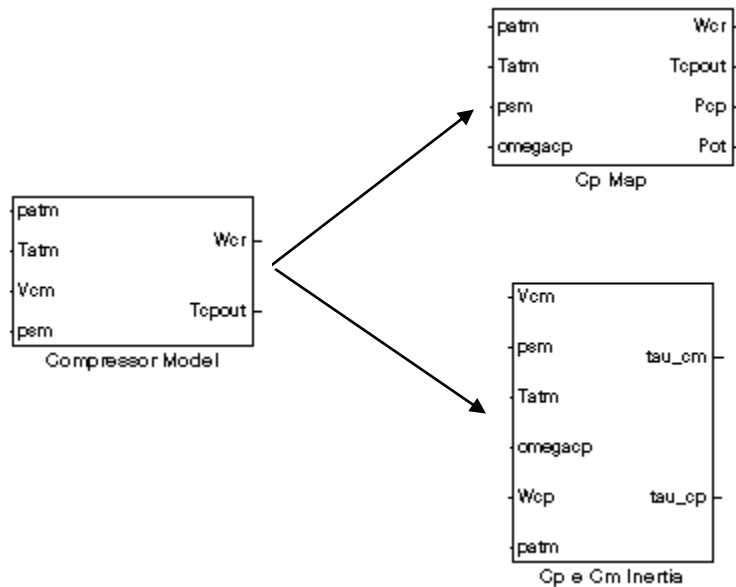 patm Wcr
Tatm Tcpout
psm Pcp
omegacp Pot
Cp Map
patm
Wcr
Tatm
Vcm
Tcpout
psm
Compressor Model
Vcm
psm
tau_cm
Tatm
omegacp
Wcp tau_cp
patm
Cp e Cm Inertia